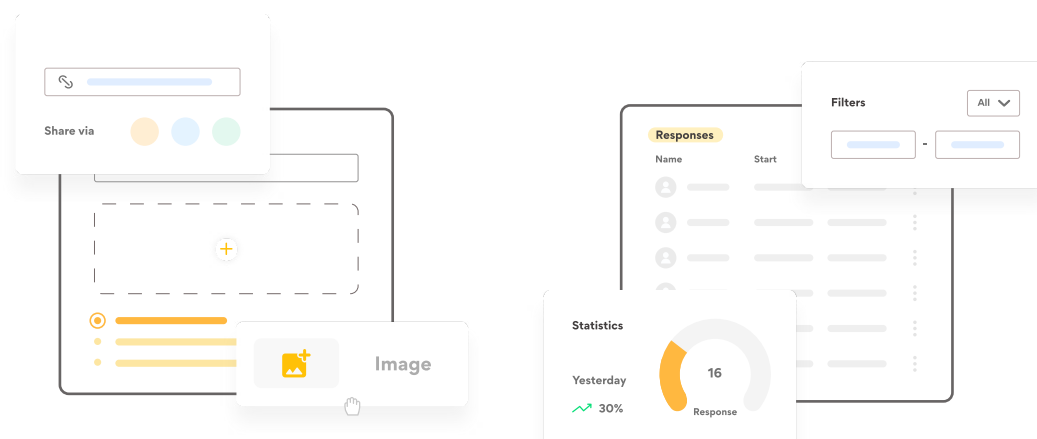 Share via
Image
Filters
All
-
Responses
Name Start
Statistics
16
Yesterday
30%
Response